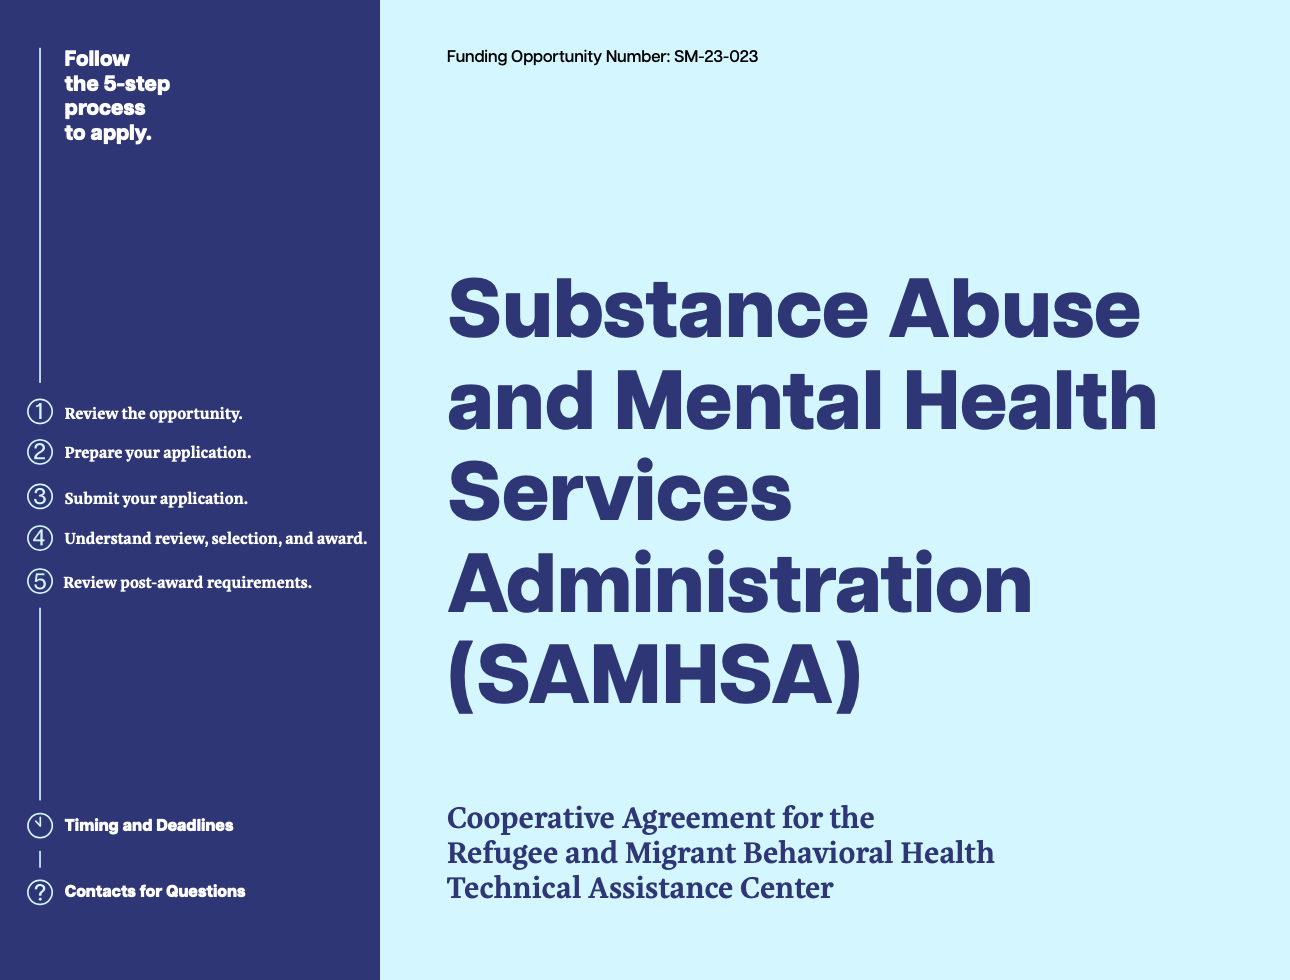 Follow
the 5-step
process
to apply.
1 Review the opportunity.
2 Prepare your application.
3 Submit your application.
4 Understand review, selection, and award.
5 Review post-award requirements.
Timing and Deadlines
? Contacts for Questions
Funding Opportunity Number: SM-23-023
Substance Abuse
and Mental Health
Services
Administration
(SAMHSA)
Cooperative Agreement for the
Refugee and Migrant Behavioral Health
Technical Assistance Center